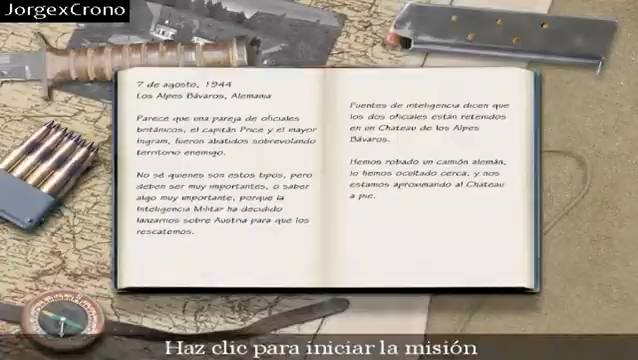 JorgexCrono
7 de agosto, 1944
Los Alpes Bávaros, Alemania
Parece que una pareja de oficiales
británicos, el capitán Price y el mayor
Ingram, fueron abatidos sobrevolando
territorio enemigo.
No sé quienes son estos tipos, pero
deben ser muy importantes, o saber
algo muy importante, porque la
Inteligencia Militar ha decidido
lanzarnos sobre Austria para que los
rescatemos.
Fuentes de inteligencia dicen que
los dos oficiales están retenidos
en un Chateau de los Alpes
Bávaros.
Hemos robado un camión alemán,
lo hemos ocultado cerca, y nos
estamos aproximando al Château
a pie.
Haz clic para iniciar la misión